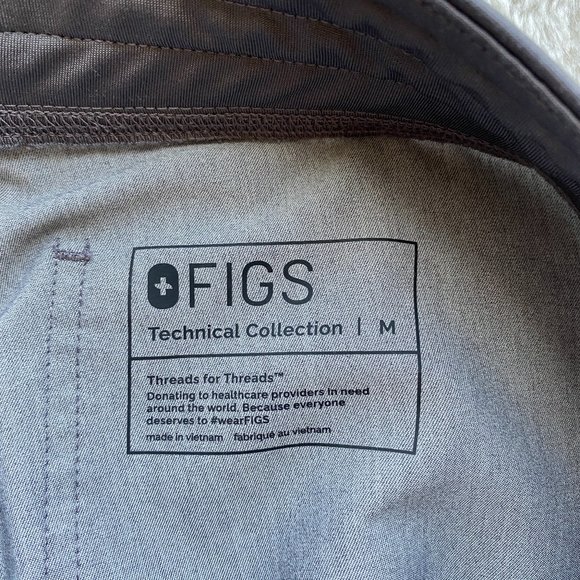 FIGS
Technical Collection | M
Threads for Threads™
Donating to healthcare providers in need
around the world. Because everyone
deserves to #wearFIGS
made in vietnam fabriqué au vietnam